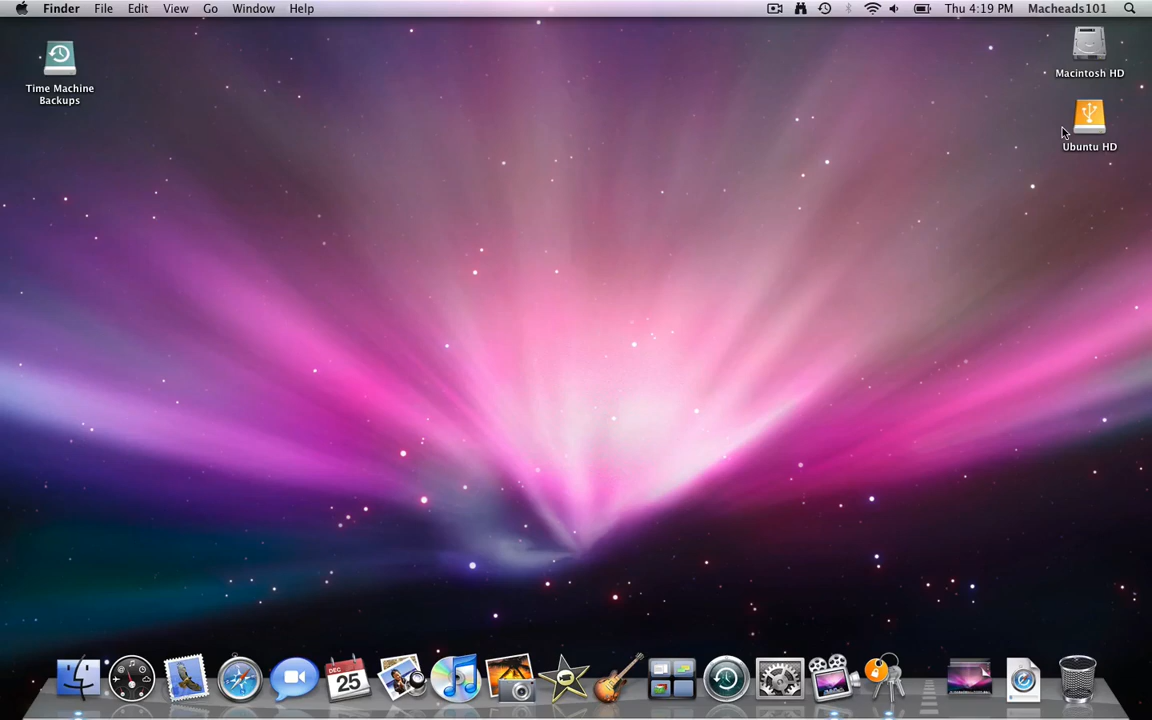 Finder File Edit View Go Window Help Thu 4:19 PM Macheads101
Time Machine
Backups
Macintosh HD
Ubuntu HD
DEC
25